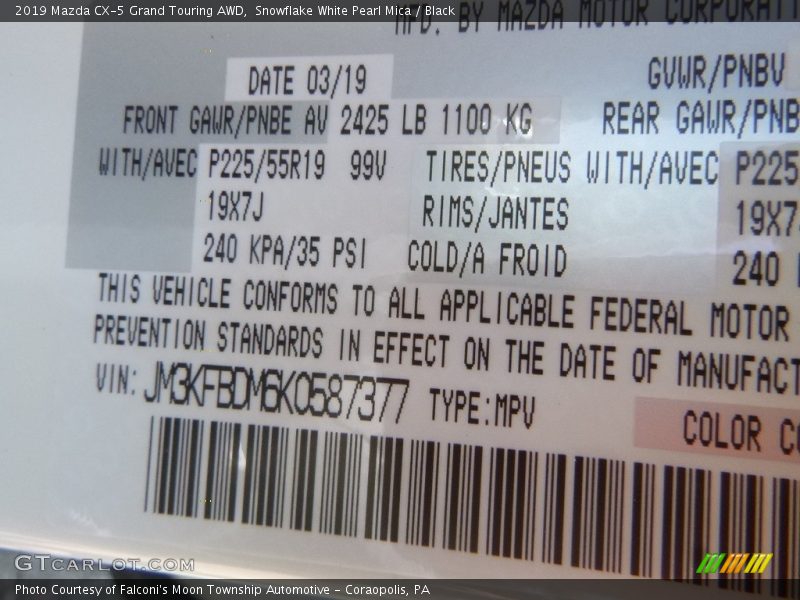 2019 Mazda CX-5 Grand Touring AWD, Snowflake White Pearl Mica / Black
MFD. BY MAZDA MOTOR CORPORATI
DATE 03/19 GVWR/PNBV
FRONT GAWR/PNBE AV 2425 LB 1100 KG REAR GAWR/PNB
WITH/AVEC P225/55R19 99V TIRES/PNEUS WITH/AVEC P225
19X7J RIMS/JANTES 19X7
240 KPA/35 PSI COLD/A FROID 240
THIS VEHICLE CONFORMS TO ALL APPLICABLE FEDERAL MOTOR
PREVENTION STANDARDS IN EFFECT ON THE DATE OF MANUFACT
VIN: JM3KFBDM6K0587377 TYPE:MPV
COLOR CO
GTCARLOT.COM
Photo Courtesy of Falconi's Moon Township Automotive - Coraopolis, PA